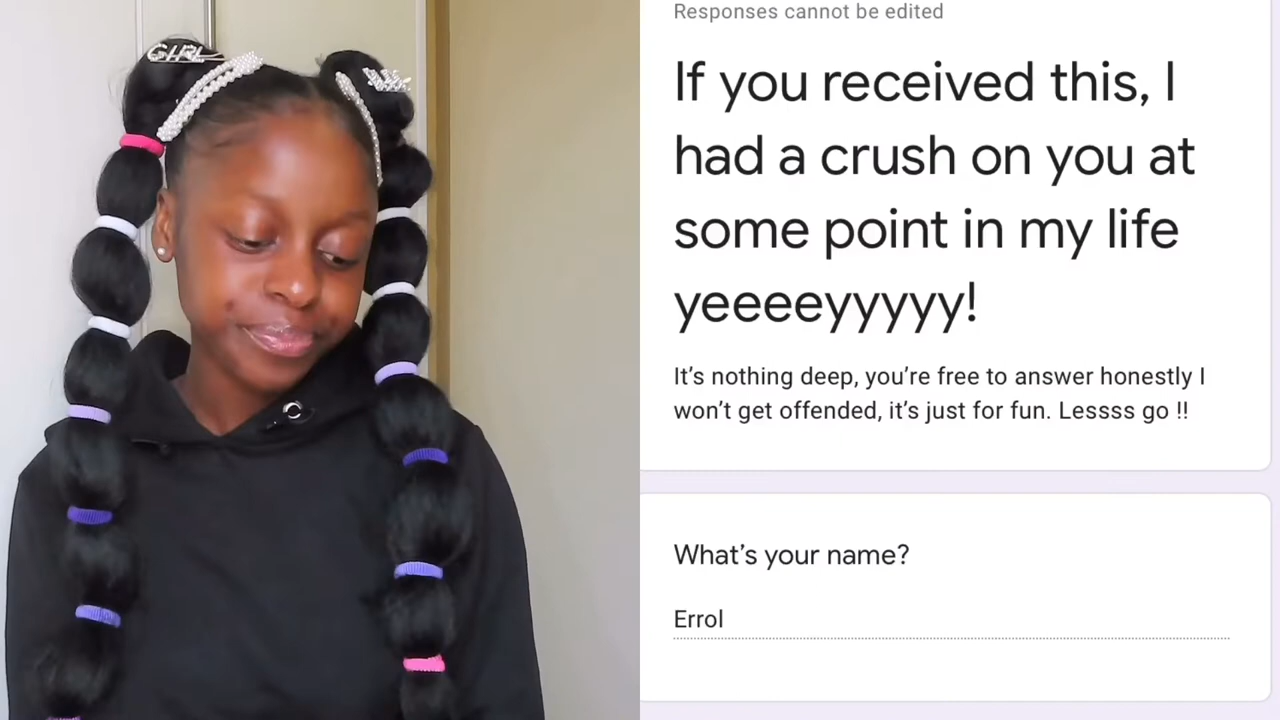 GIRL
Responses cannot be edited
If you received this, I
had a crush on you at
some point in my life
yeeeeyyyyy!
It’s nothing deep, you’re free to answer honestly I
won’t get offended, it’s just for fun. Lessss go !!
What’s your name?
Errol